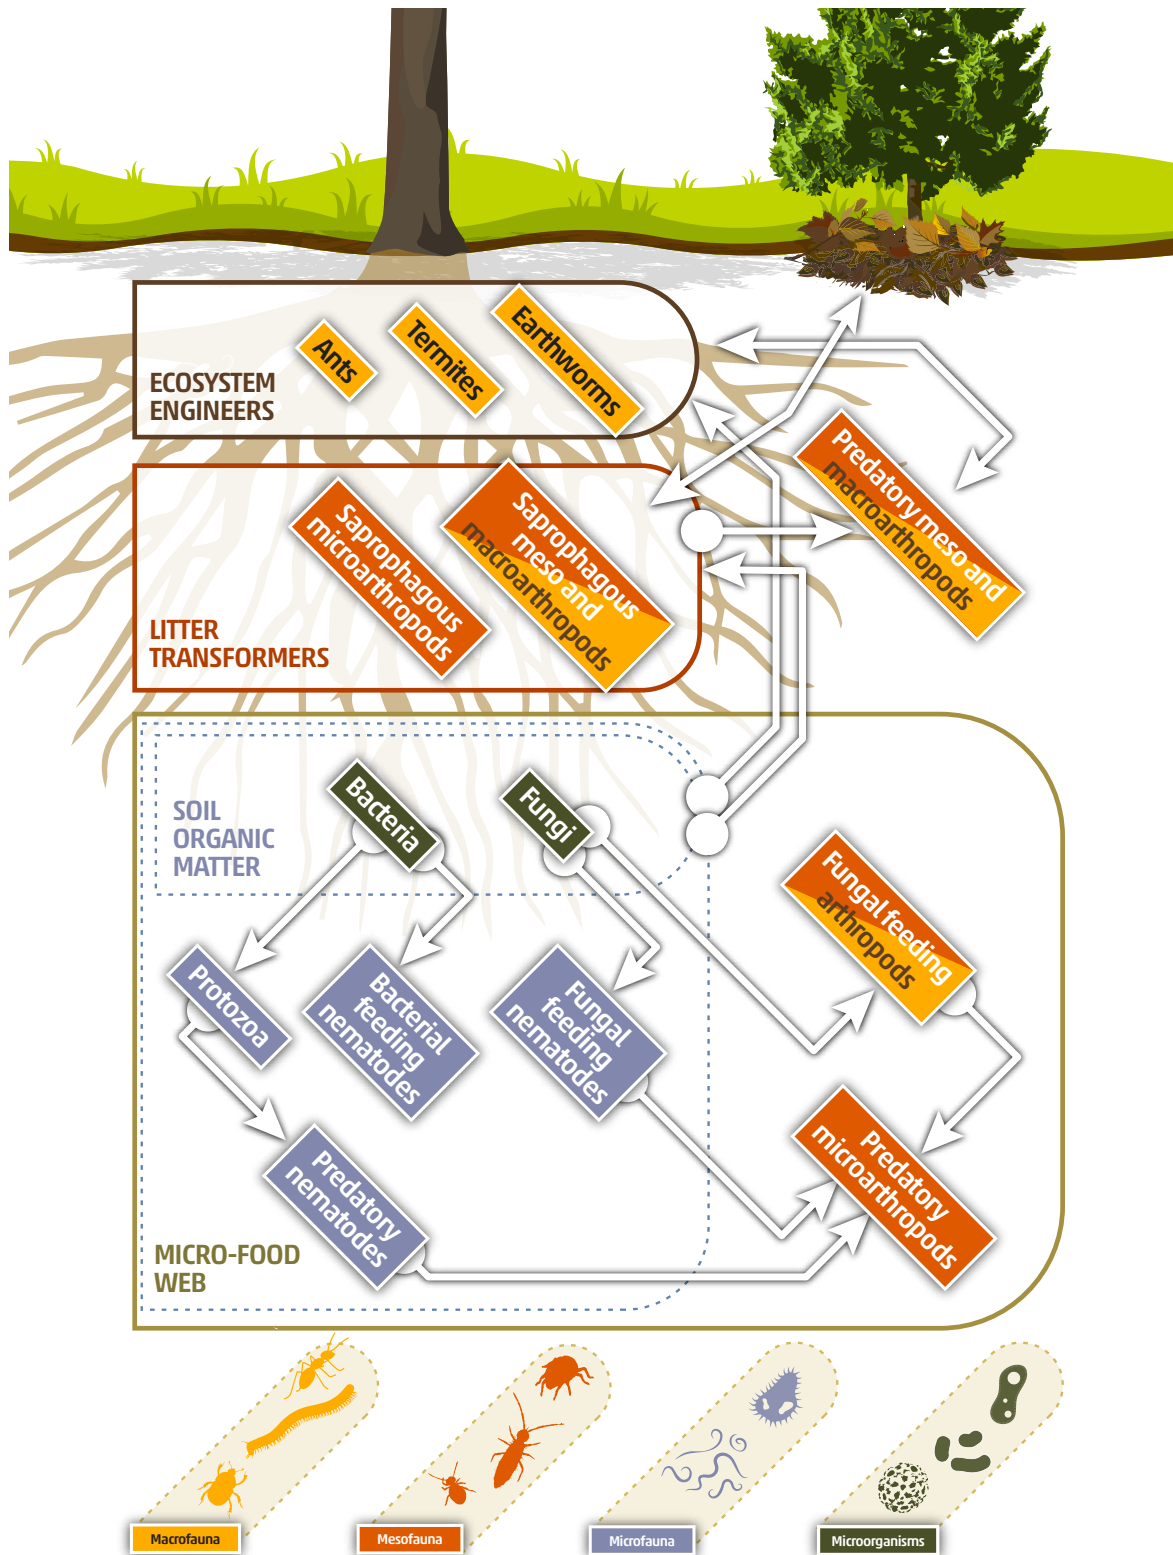 Ants
Termites
Earthworms
ECOSYSTEM
ENGINEERS
Predatory meso and
macroarthropods
Saprophagous
microarthropods
Saprophagous
meso and
macroarthropods
LITTER
TRANSFORMERS
SOIL
ORGANIC
MATTER
Bacteria
Fungi
Fungal feeding
arthropods
Protozoa
Bacterial
feeding
nematodes
Fungal
feeding
nematodes
Predatory
nematodes
Predatory
microarthropods
MICRO-FOOD
WEB
Macrofauna
Mesofauna
Microfauna
Microorganisms